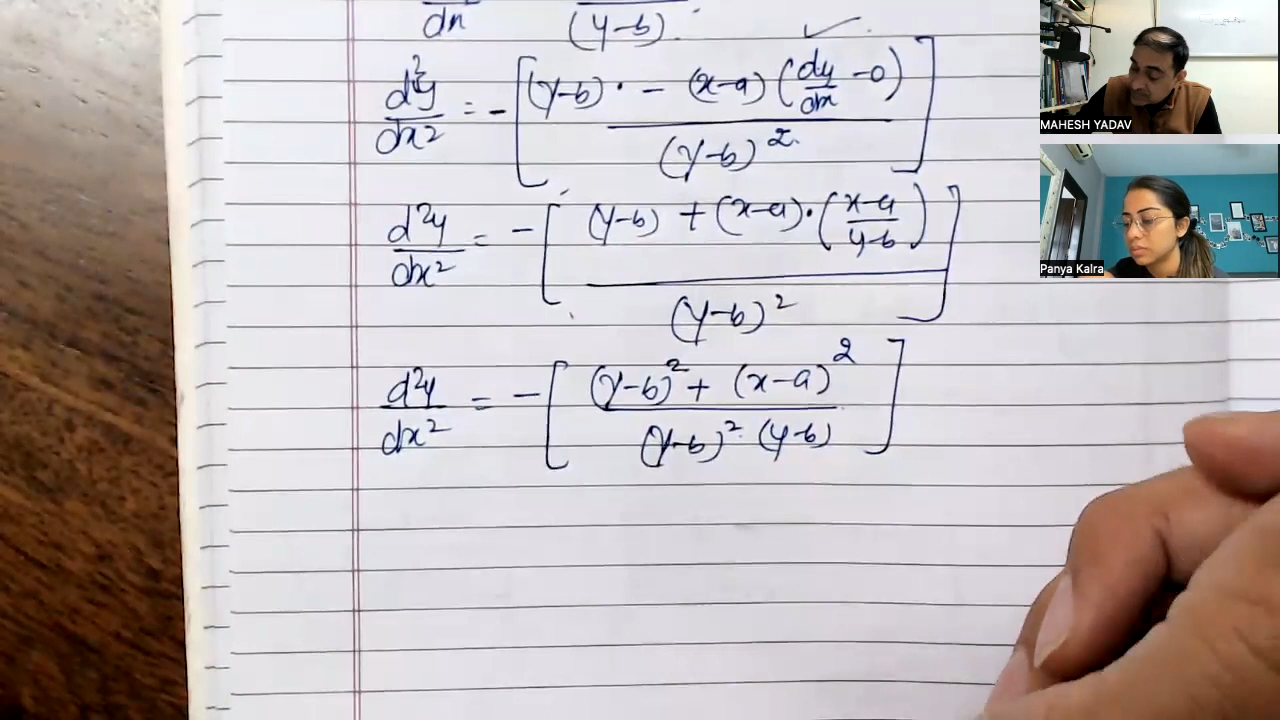 dx (y-b).
d²y/dx² = - [ (y-b) · - (x-a) (dy/dx - 0) / (y-b)² ]
d²y/dx² = - [ (y-b) + (x-a) · (x-a/y-b) / (y-b)² ]
d²y/dx² = - [ (y-b)² + (x-a)² / (y-b)² · (y-b) ]
MAHESH YADAV
Panya Kalra